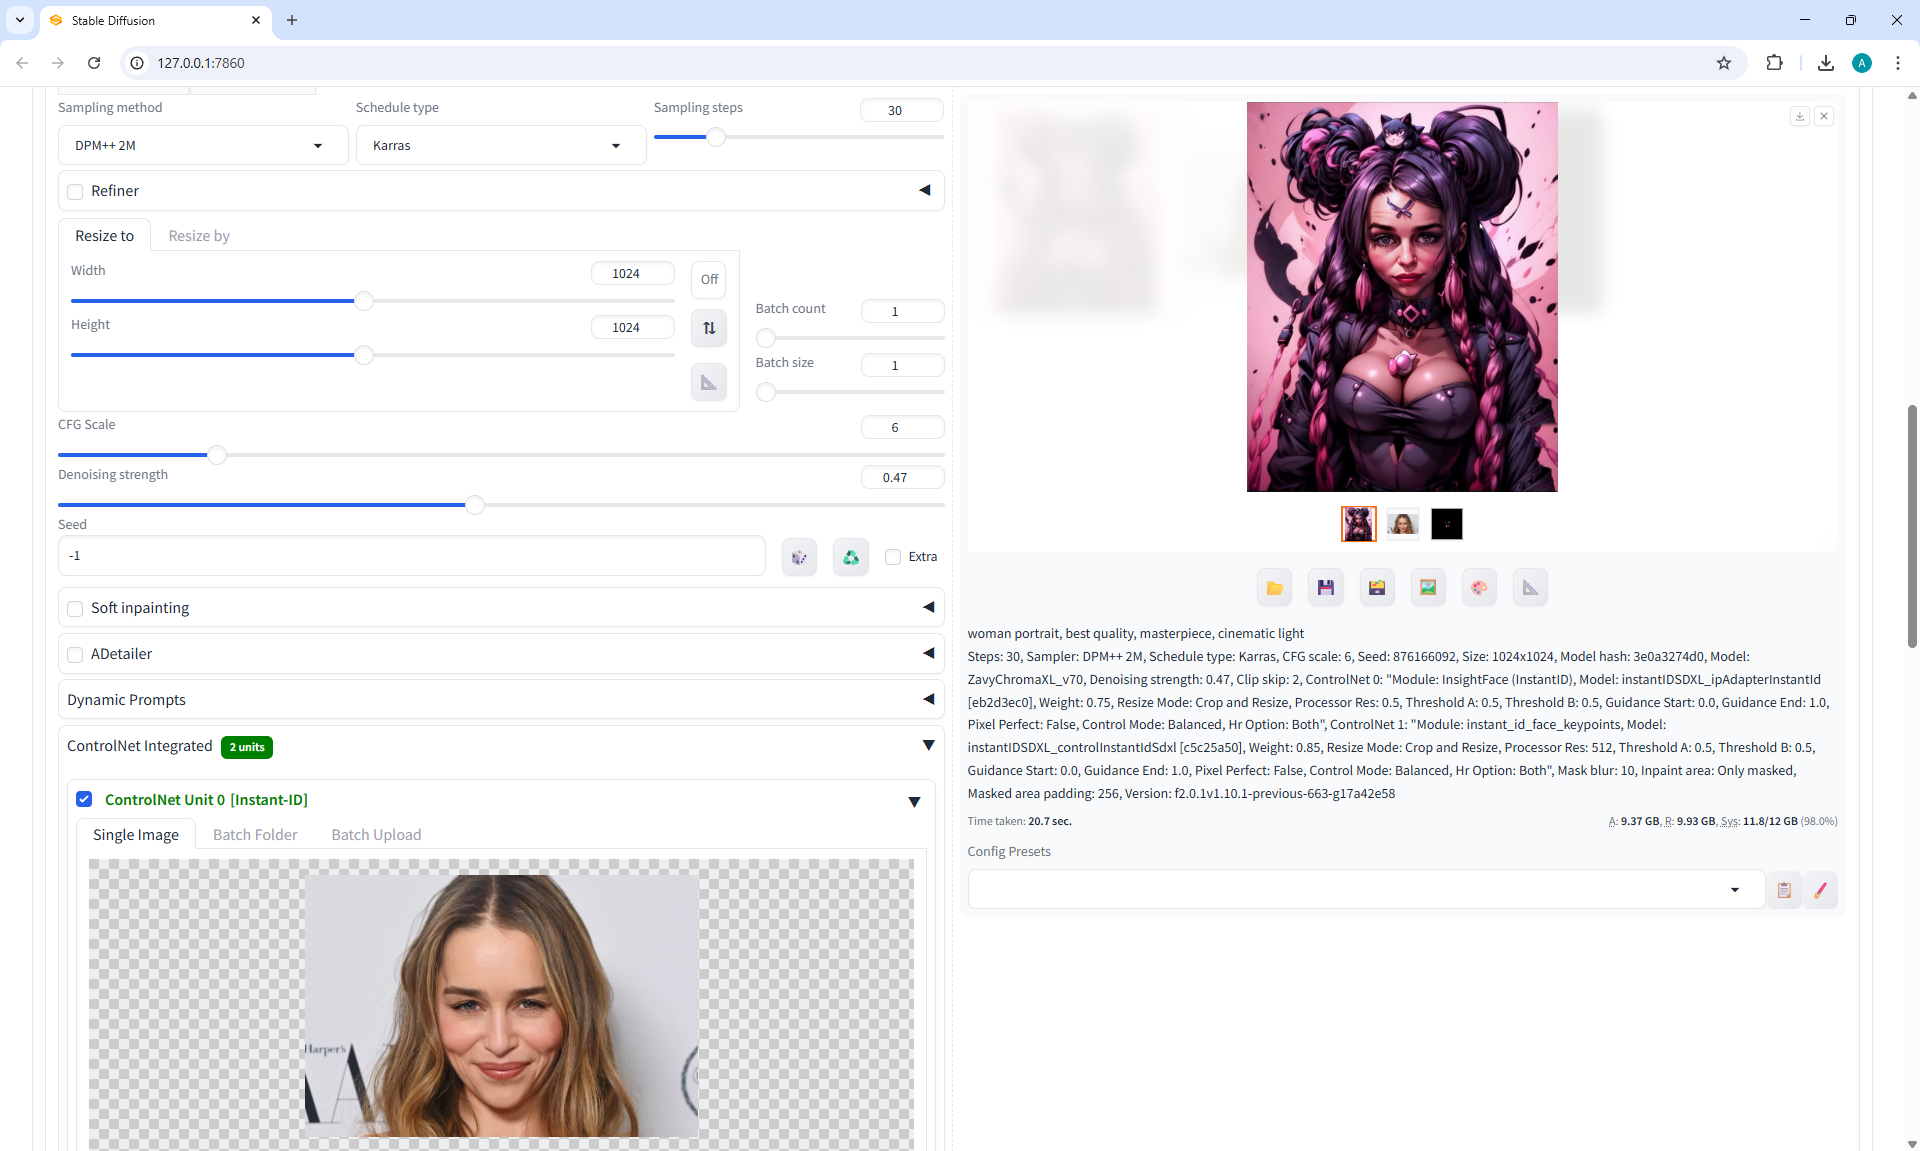 Stable Diffusion
127.0.0.1:7860
A
Sampling method
Schedule type
Sampling steps
30
DPM++ 2M
Karras
Refiner
Resize to
Resize by
Width
1024
Off
Height
1024
Batch count
1
Batch size
1
CFG Scale
6
Denoising strength
0.47
Seed
-1
Extra
Soft inpainting
ADetailer
Dynamic Prompts
ControlNet Integrated
2 units
ControlNet Unit 0 [Instant-ID]
Single Image
Batch Folder
Batch Upload
Harper's
woman portrait, best quality, masterpiece, cinematic light
Steps: 30, Sampler: DPM++ 2M, Schedule type: Karras, CFG scale: 6, Seed: 876166092, Size: 1024x1024, Model hash: 3e0a3274d0, Model:
ZavyChromaXL_v70, Denoising strength: 0.47, Clip skip: 2, ControlNet 0: "Module: InsightFace (InstantID), Model: instantIDSDXL_ipAdapterInstantId
[eb2d3ec0], Weight: 0.75, Resize Mode: Crop and Resize, Processor Res: 0.5, Threshold A: 0.5, Threshold B: 0.5, Guidance Start: 0.0, Guidance End: 1.0,
Pixel Perfect: False, Control Mode: Balanced, Hr Option: Both", ControlNet 1: "Module: instant_id_face_keypoints, Model:
instantIDSDXL_controlInstantIdSdxl [c5c25a50], Weight: 0.85, Resize Mode: Crop and Resize, Processor Res: 512, Threshold A: 0.5, Threshold B: 0.5,
Guidance Start: 0.0, Guidance End: 1.0, Pixel Perfect: False, Control Mode: Balanced, Hr Option: Both", Mask blur: 10, Inpaint area: Only masked,
Masked area padding: 256, Version: f2.0.1v1.10.1-previous-663-g17a42e58
Time taken: 20.7 sec.
A: 9.37 GB, R: 9.93 GB, Sys: 11.8/12 GB (98.0%)
Config Presets